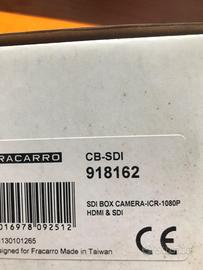 FRACARRO
CB-SDI
918162
SDI BOX CAMERA-ICR-1080P
HDMI & SDI
016978 092512
130101265
signed for Fracarro Made in Taiwan
CE